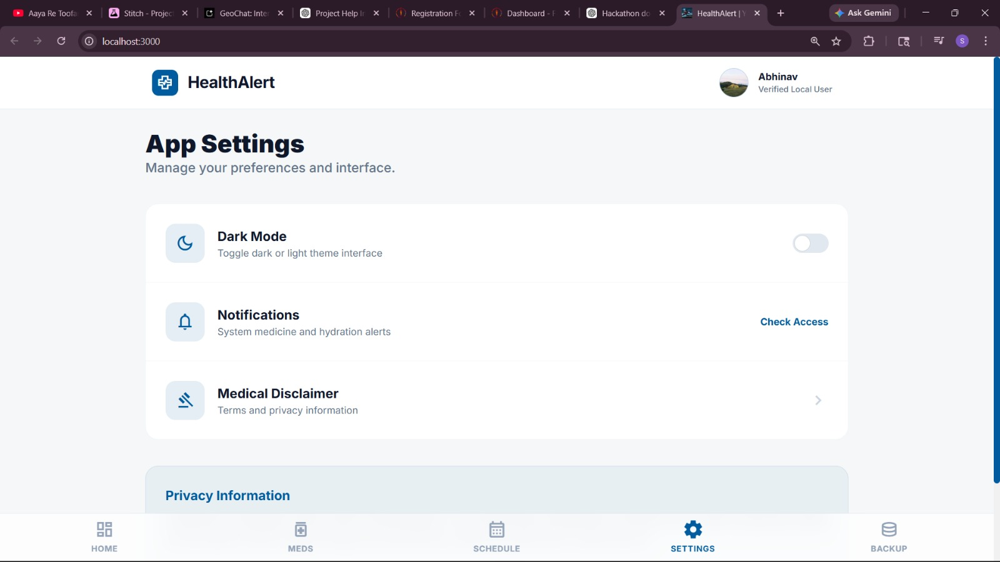 Aaya Re Toofa
Stitch - Projec
GeoChat: Inter
Project Help In
Registration Fo
Dashboard - F
Hackathon do
HealthAlert | Y
Ask Gemini
localhost:3000
S
HealthAlert
Abhinav
Verified Local User
App Settings
Manage your preferences and interface.
Dark Mode
Toggle dark or light theme interface
Notifications
System medicine and hydration alerts
Check Access
Medical Disclaimer
Terms and privacy information
Privacy Information
HOME
MEDS
SCHEDULE
SETTINGS
BACKUP